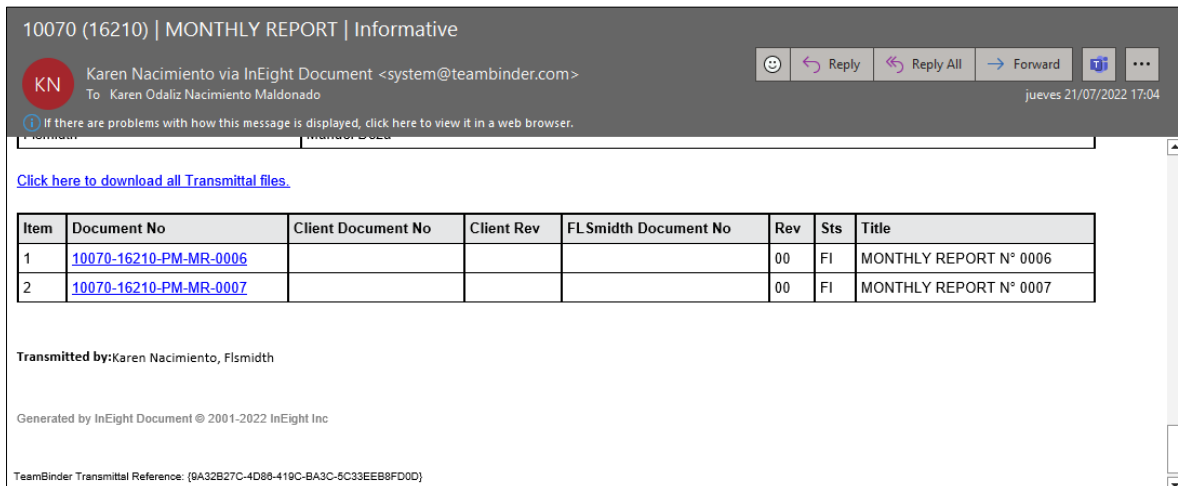 10070 (16210) | MONTHLY REPORT | Informative
KN
Karen Nacimiento via InEight Document <system@teambinder.com>
To Karen Odaliz Nacimiento Maldonado
Reply
Reply All
Forward
jueves 21/07/2022 17:04
If there are problems with how this message is displayed, click here to view it in a web browser.
Click here to download all Transmittal files.
Item Document No Client Document No Client Rev FLSmidth Document No Rev Sts Title
1 10070-16210-PM-MR-0006 00 FI MONTHLY REPORT N° 0006
2 10070-16210-PM-MR-0007 00 FI MONTHLY REPORT N° 0007
Transmitted by:Karen Nacimiento, Flsmidth
Generated by InEight Document © 2001-2022 InEight Inc
TeamBinder Transmittal Reference: {9A32B27C-4D86-419C-BA3C-5C33EEB8FD0D}